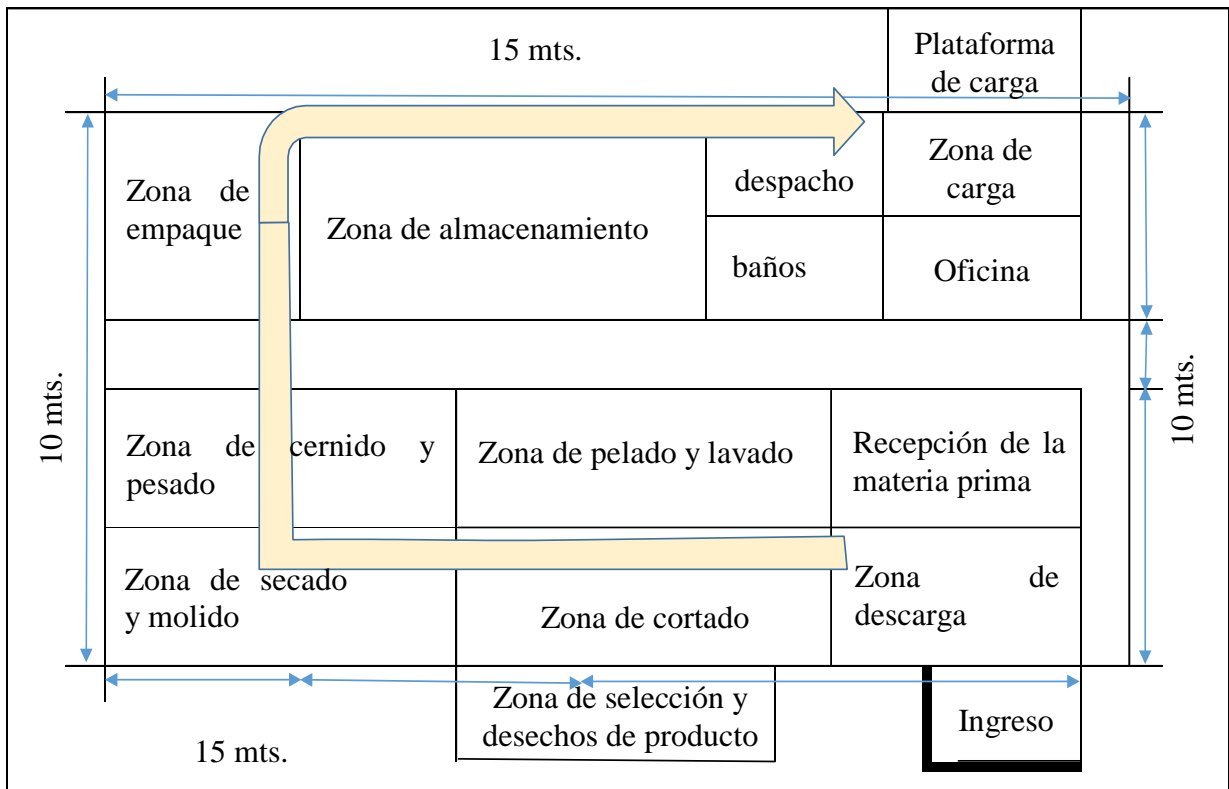 15 mts.
Plataforma
de carga
Zona de
empaque
Zona de almacenamiento
despacho
Zona de
carga
baños
Oficina
10 mts.
10 mts.
Zona de cernido y
pesado
Zona de pelado y lavado
Recepción de la
materia prima
Zona de secado
y molido
Zona de cortado
Zona de
descarga
Zona de selección y
desechos de producto
Ingreso
15 mts.